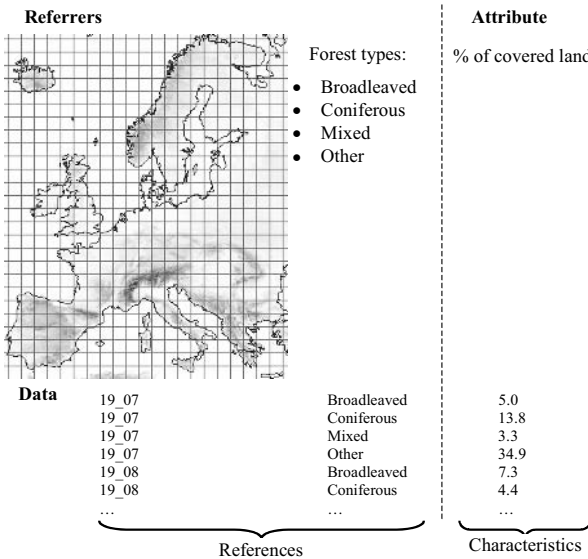 Referrers
Attribute
Forest types:
% of covered land
• Broadleaved
• Coniferous
• Mixed
• Other
Data
19_07 Broadleaved 5.0
19_07 Coniferous 13.8
19_07 Mixed 3.3
19_07 Other 34.9
19_08 Broadleaved 7.3
19_08 Coniferous 4.4
... ... ...
References
Characteristics